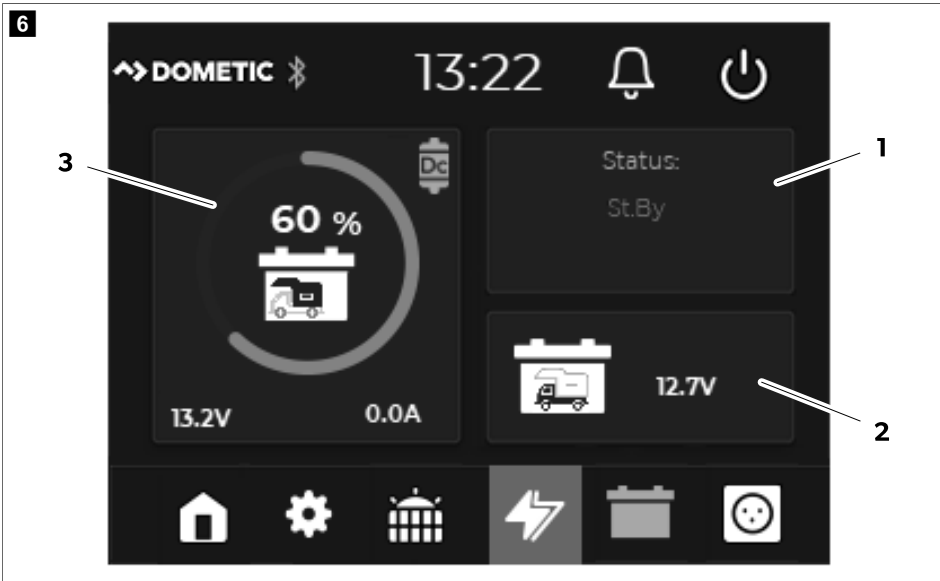 6
DOMETIC 13:22
Dc
60 %
13.2V 0.0A
Status:
St.By
12.7V
1
2
3